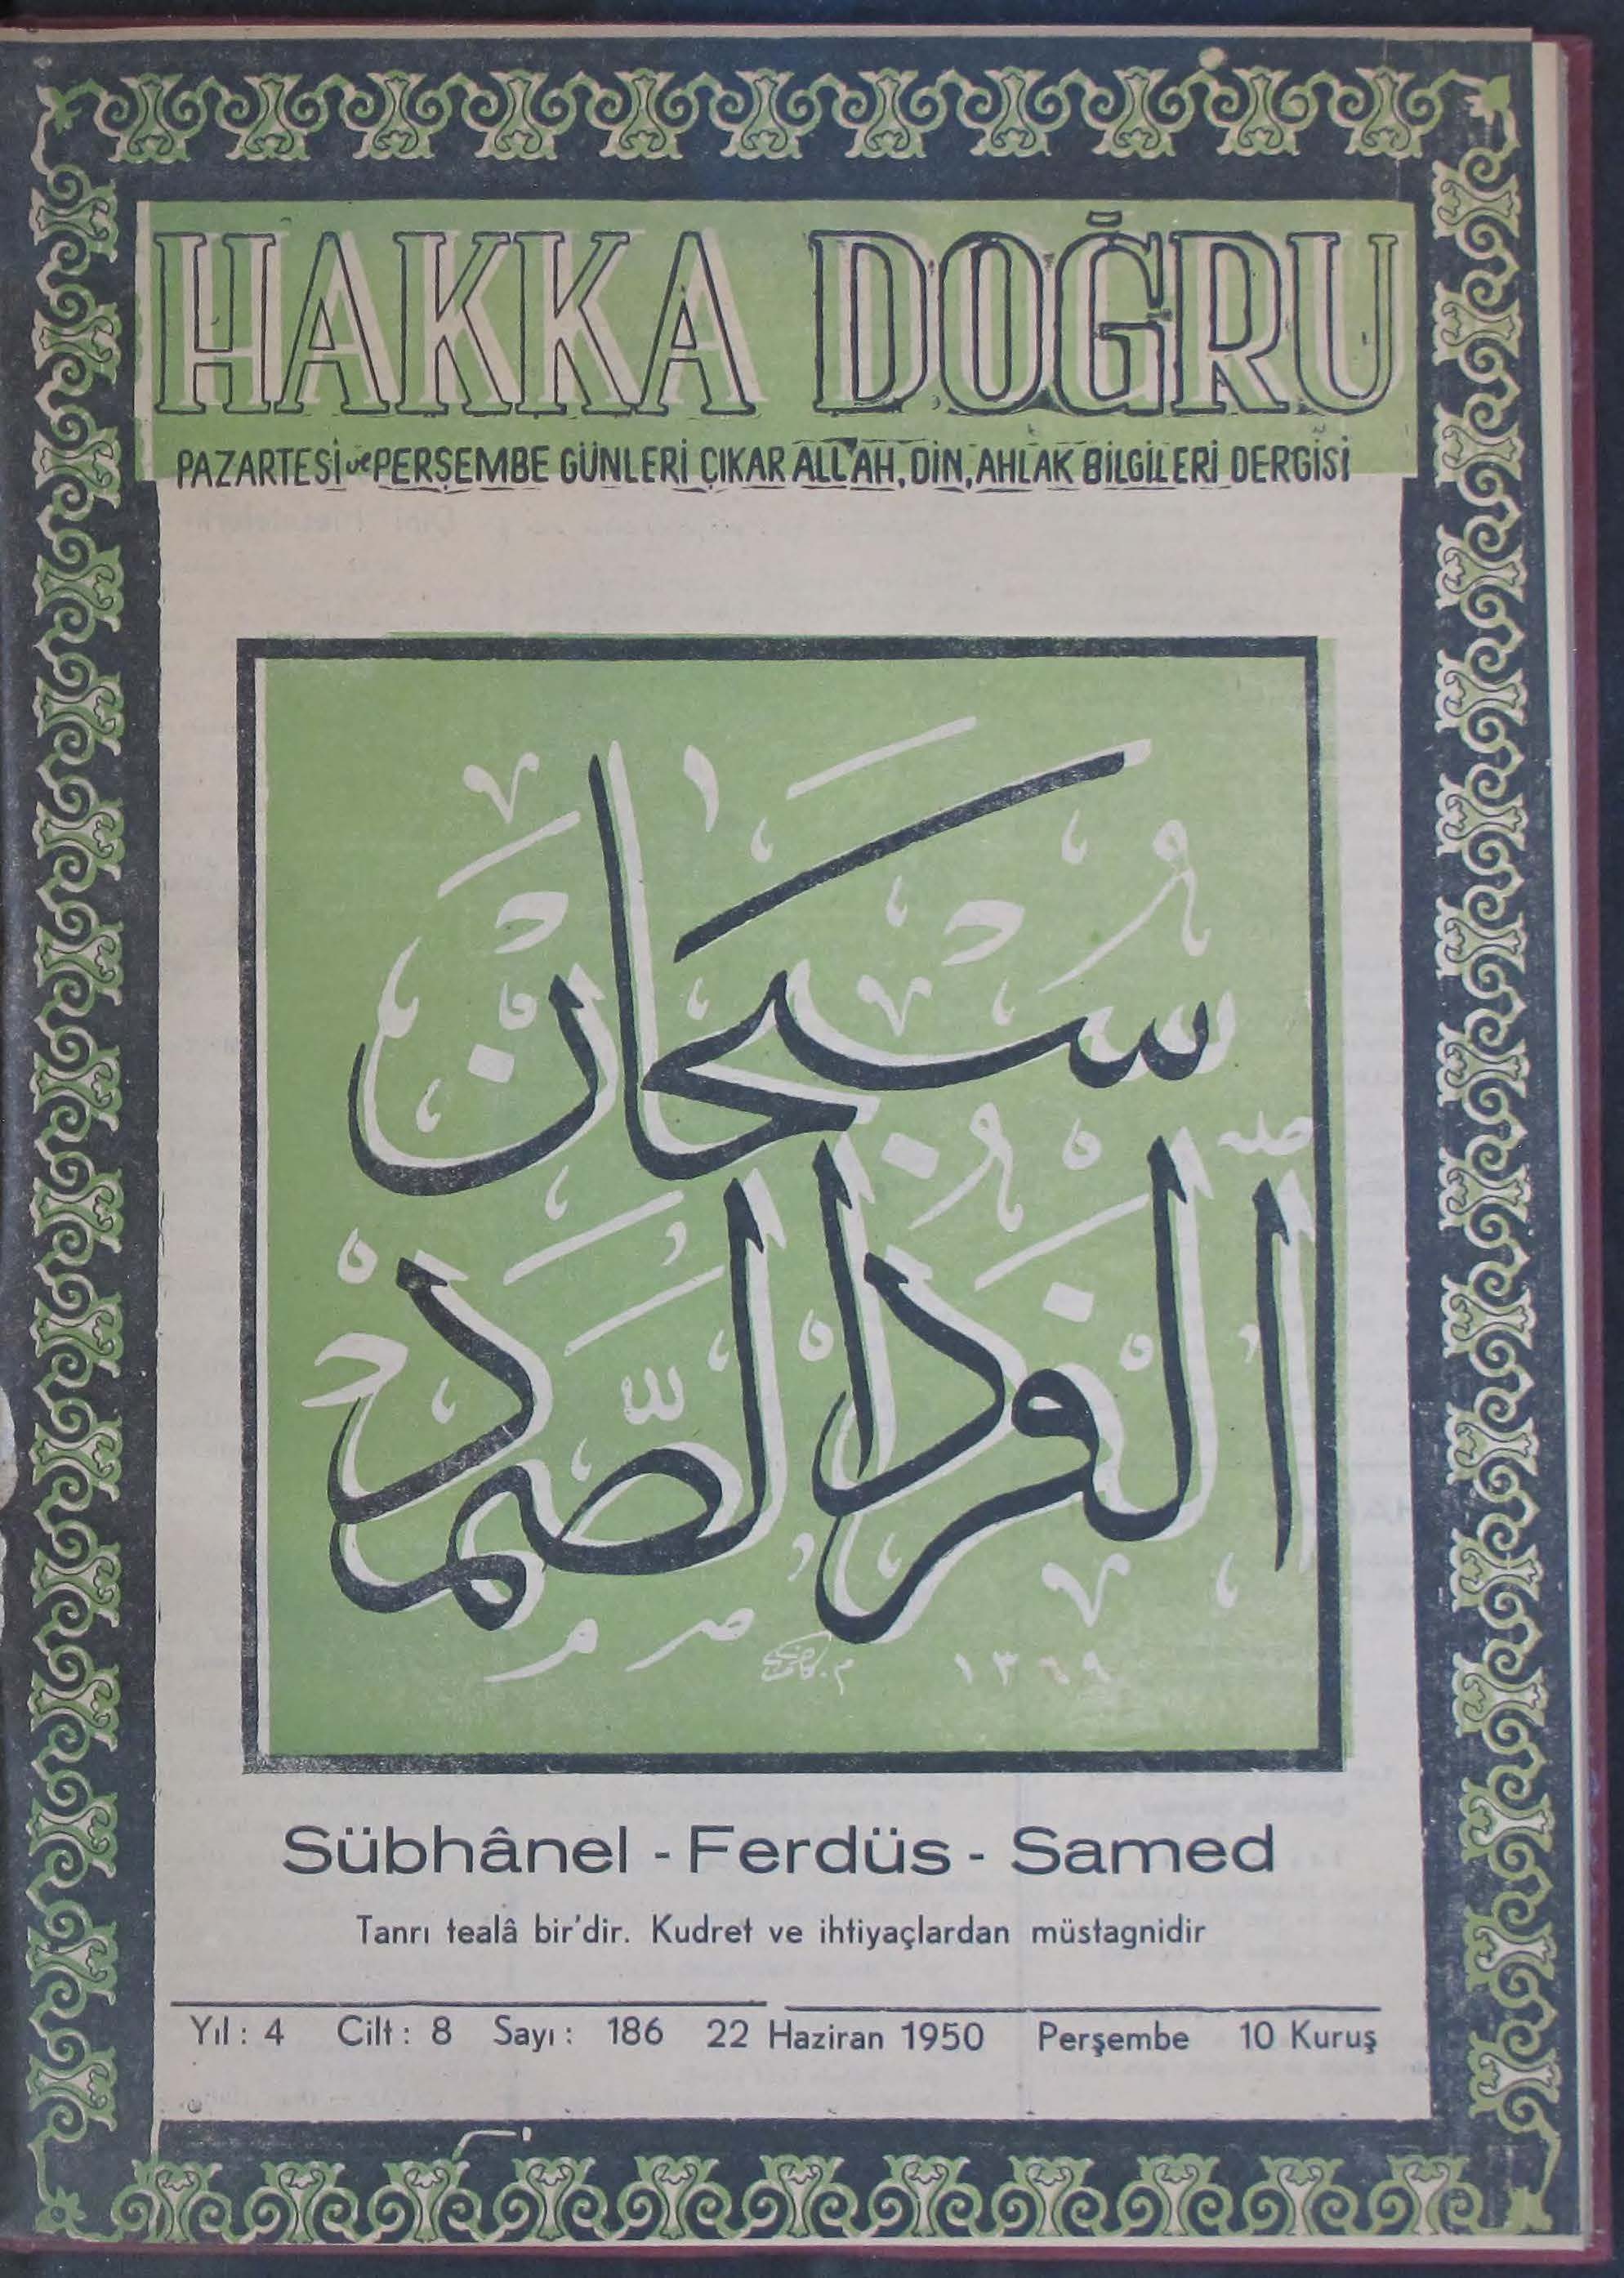 HAKKA DOĞRU
PAZARTESİ ve PERŞEMBE GÜNLERİ ÇIKAR ALLAH, DİN, AHLAK BİLGİLERİ DERGİSİ
سبحان
الفرد الصمد
١٣٦٩
Sübhânel - Ferdüs - Samed
Tanrı tealâ bir'dir. Kudret ve ihtiyaçlardan müstagnidir
Yıl : 4 Cilt : 8 Sayı : 186 22 Haziran 1950 Perşembe 10 Kuruş